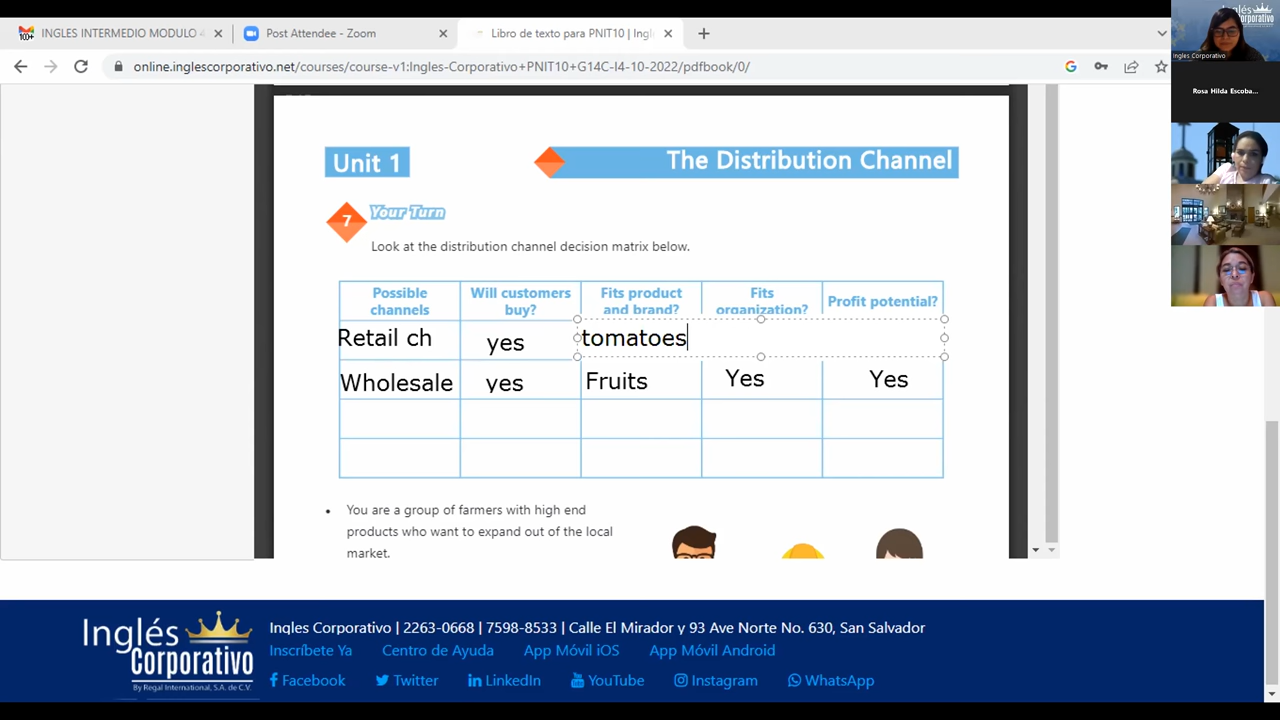 INGLES INTERMEDIO MODULO 4
Post Attendee - Zoom
Libro de texto para PNIT10 | Ingl
online.inglescorporativo.net/courses/course-v1:Ingles-Corporativo+PNIT10+G14C-I4-10-2022/pdfbook/0/
Inglés
Corporativo
Ingles Corporativo
Rosa Hilda Escoba...
Unit 1
The Distribution Channel
7
Your Turn
Look at the distribution channel decision matrix below.
Possible channels
Will customers buy?
Fits product and brand?
Fits organization?
Profit potential?
Retail ch
yes
tomatoes
Wholesale
yes
Fruits
Yes
Yes
• You are a group of farmers with high end
products who want to expand out of the local
market.
Inglés
Corporativo
By Regal International, S.A. de C.V.
Ingles Corporativo | 2263-0668 | 7598-8533 | Calle El Mirador y 93 Ave Norte No. 630, San Salvador
Inscríbete Ya
Centro de Ayuda
App Móvil iOS
App Móvil Android
Facebook
Twitter
LinkedIn
YouTube
Instagram
WhatsApp